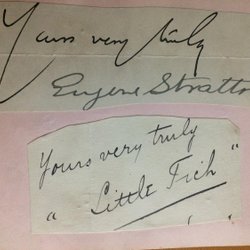 Yours very truly
Eugene Stratto
Yours very truly
"Little Tich"